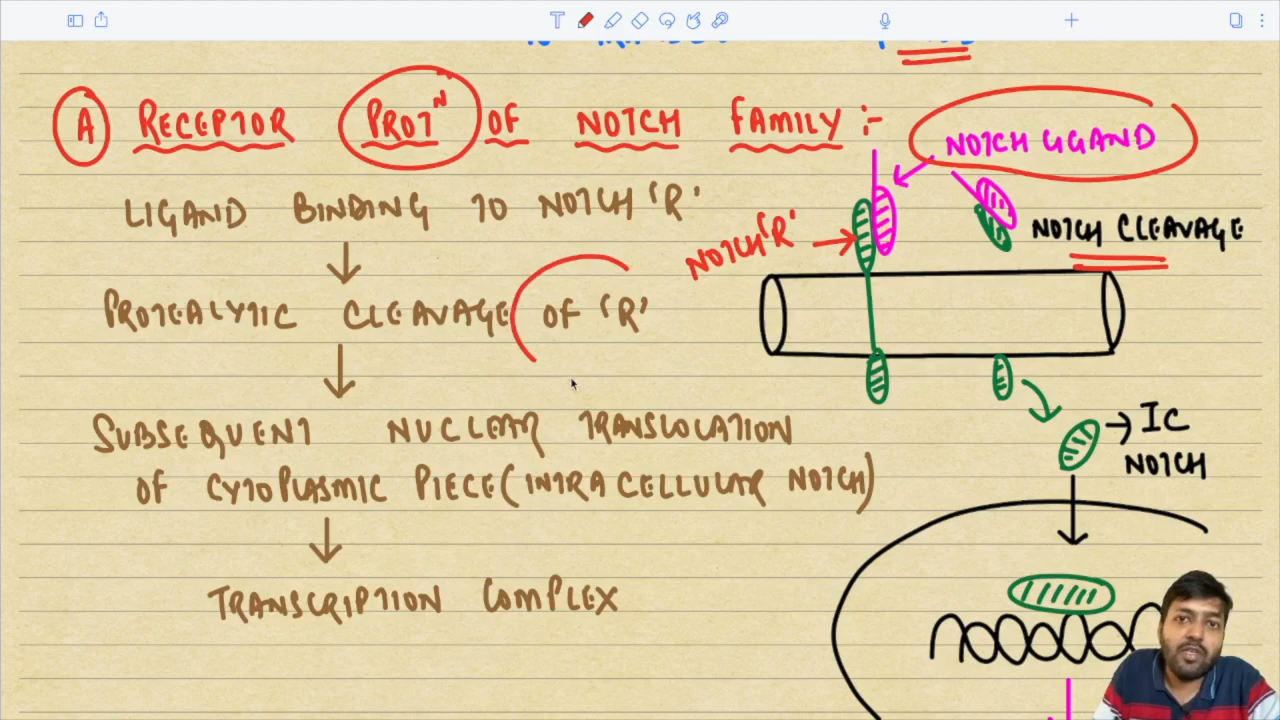 A RECEPTOR PROTN OF NOTCH FAMILY :-
NOTCH LIGAND
LIGAND BINDING TO NOTCH 'R'
NOTCH 'R'
NOTCH CLEAVAGE
PROTEALYTIC CLEAVAGE OF 'R'
SUBSEQUENT NUCLEAR TRANSLOCATION
OF CYTOPLASMIC PIECE (INTRACELLULAR NOTCH)
IC
NOTCH
TRANSCRIPTION COMPLEX